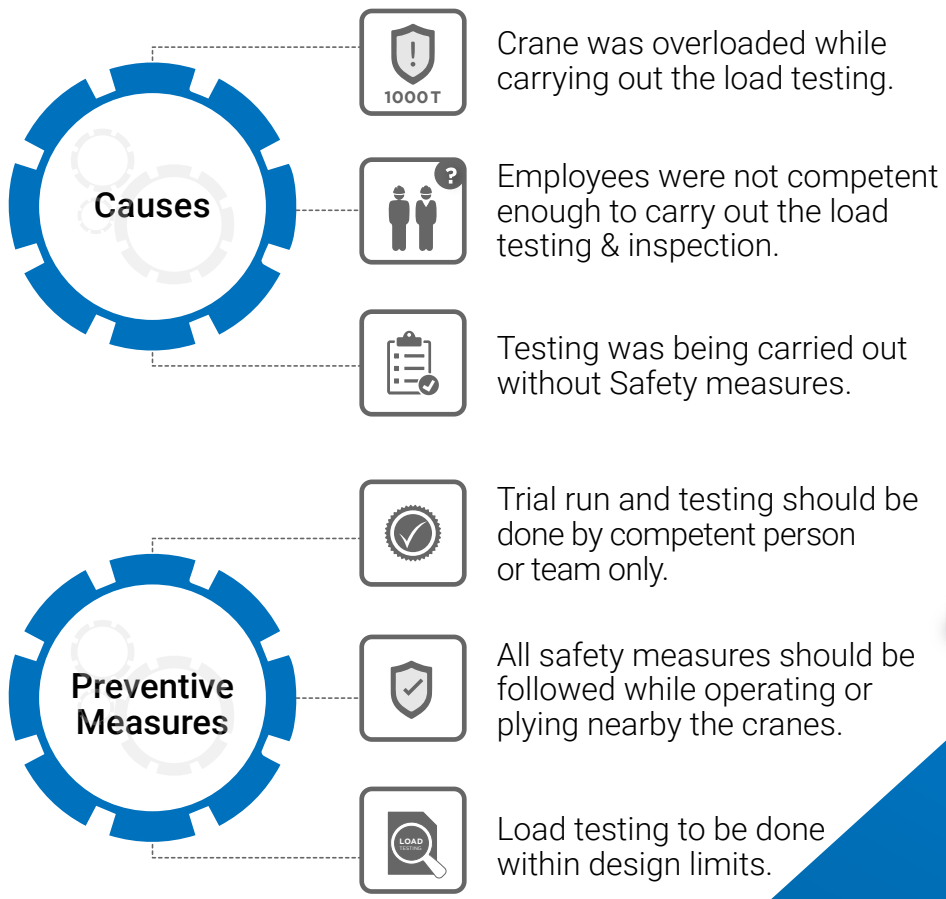 Causes
1000 T
Crane was overloaded while
carrying out the load testing.
?
Employees were not competent
enough to carry out the load
testing & inspection.
Testing was being carried out
without Safety measures.
Preventive
Measures
Trial run and testing should be
done by competent person
or team only.
All safety measures should be
followed while operating or
plying nearby the cranes.
LOAD
TESTING
Load testing to be done
within design limits.